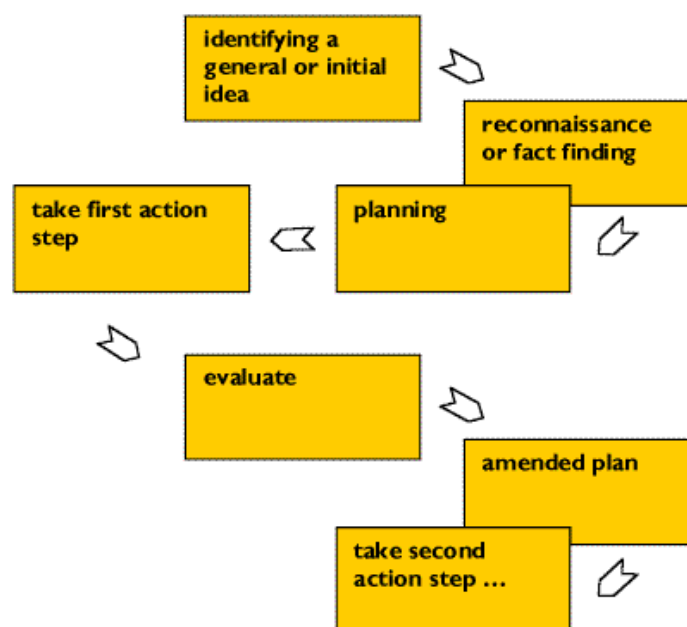 identifying a
general or initial
idea
reconnaissance
or fact finding
planning
take first action
step
evaluate
amended plan
take second
action step ...